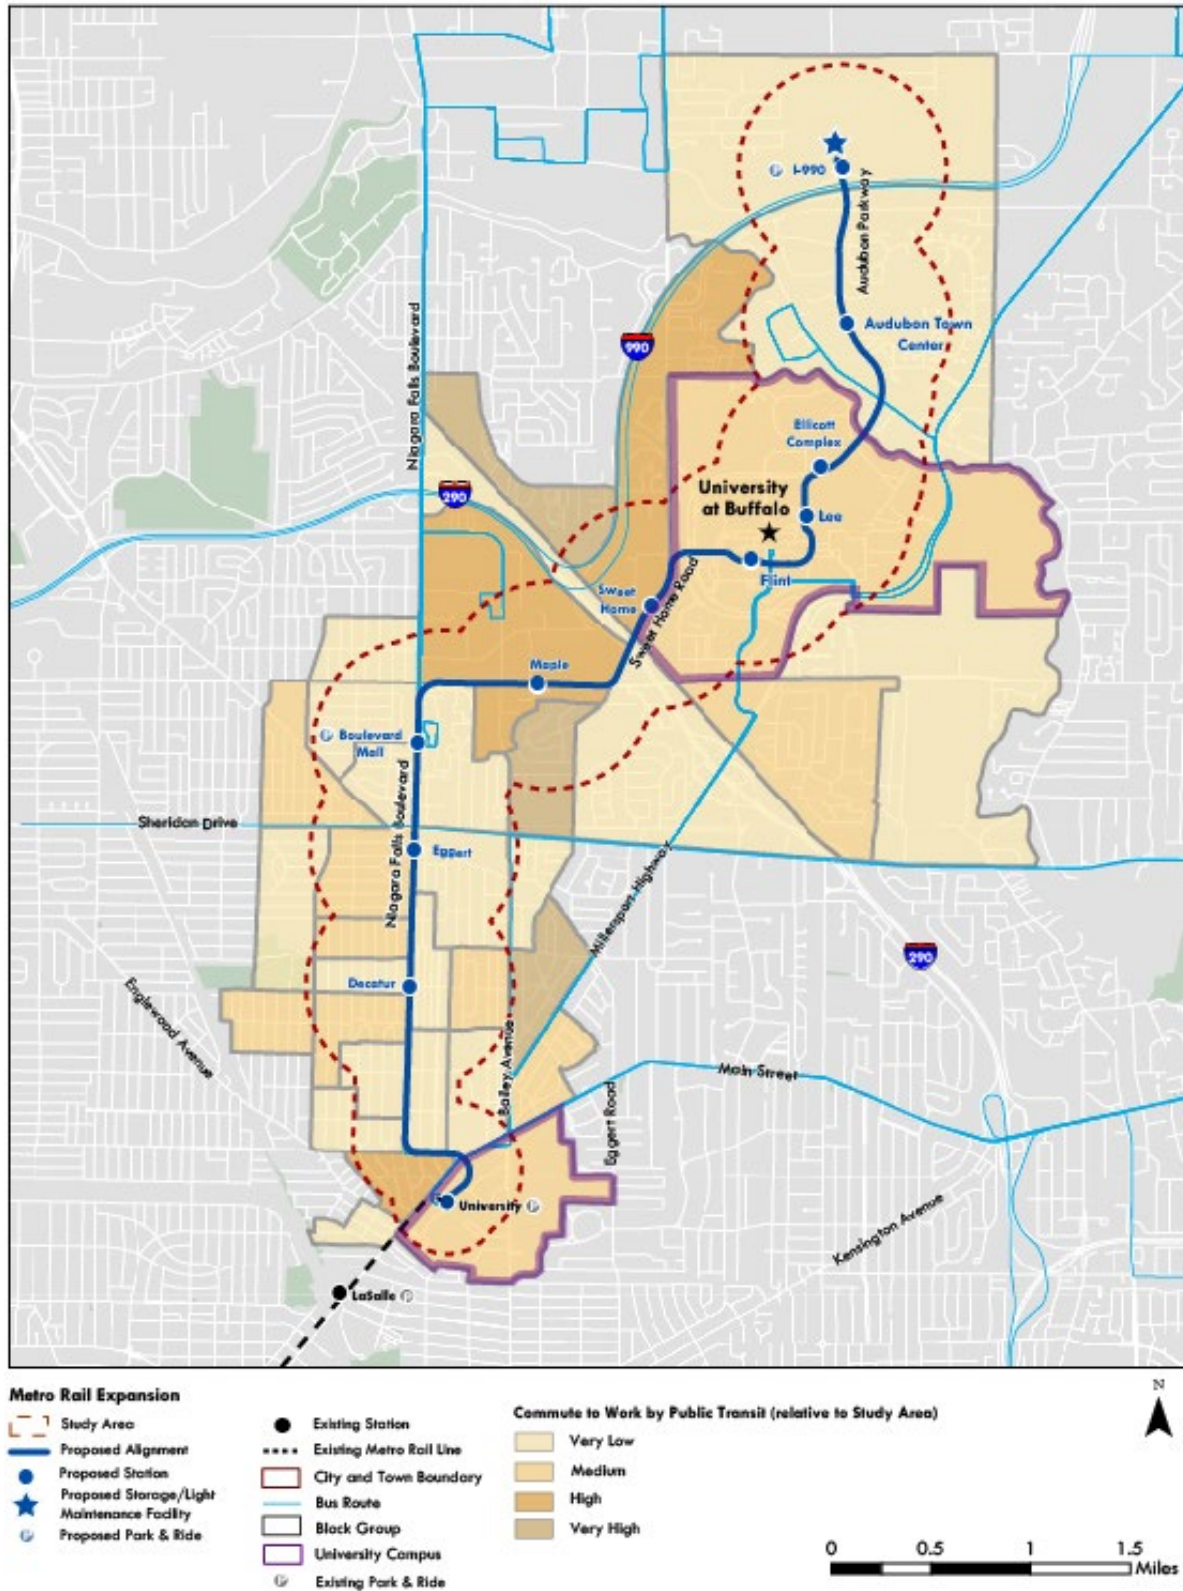 I-990
Audubon Parkway
Audubon Town
Center
Niagara Falls Boulevard
990
Ellicott
Complex
290
University
at Buffalo
Lee
Flint
Sweet
Home
Sweet Home Road
Maple
Boulevard
Mall
Niagara Falls Boulevard
Sheridan Drive
Eggert
Millersport Highway
290
Decatur
Englewood Avenue
Bailey Avenue
Main Street
Eggert Road
University
Kensington Avenue
LaSalle
Metro Rail Expansion
Study Area
Proposed Alignment
Proposed Station
Proposed Storage/Light
Maintenance Facility
Proposed Park & Ride
Existing Station
Existing Metro Rail Line
City and Town Boundary
Bus Route
Block Group
University Campus
Existing Park & Ride
Commute to Work by Public Transit (relative to Study Area)
Very Low
Medium
High
Very High
N
0 0.5 1 1.5
Miles